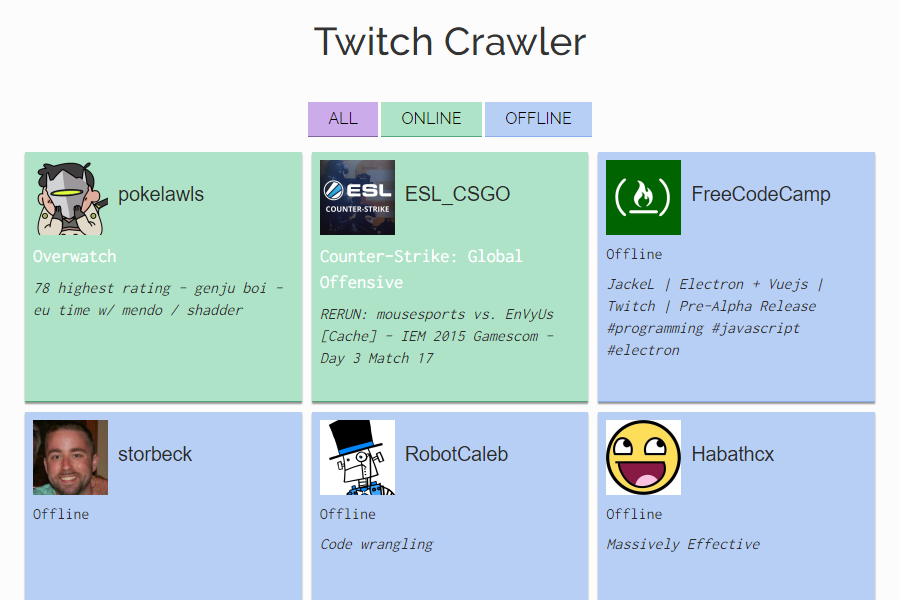 Twitch Crawler
ALL
ONLINE
OFFLINE
pokelawls
Overwatch
78 highest rating - genju boi -
eu time w/ mendo / shadder
ESL
COUNTER-STRIKE
ESL_CSGO
Counter-Strike: Global
Offensive
RERUN: mousesports vs. EnVyUs
[Cache] - IEM 2015 Gamescom -
Day 3 Match 17
FreeCodeCamp
Offline
JackeL | Electron + Vuejs |
Twitch | Pre-Alpha Release
#programming #javascript
#electron
storbeck
Offline
RobotCaleb
Offline
Code wrangling
Habathcx
Offline
Massively Effective